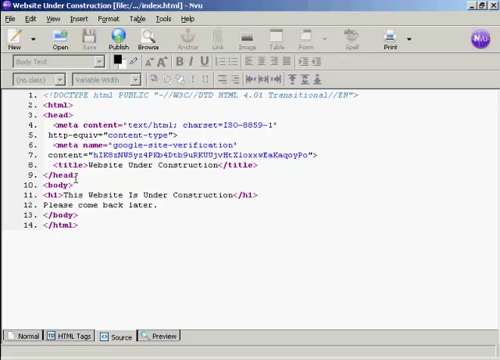 Website Under Construction [file:/.../index.html] - Nvu
File Edit View Insert Format Table Tools Help
New Open Save Publish Browse Anchor Link Image Table Form Spell Print Nvu
Body Text
(no class) Variable Width
1. <!DOCTYPE html PUBLIC "-//W3C//DTD HTML 4.01 Transitional//EN">
2. <html>
3. <head>
4. <meta content="text/html; charset=ISO-8859-1"
5. http-equiv="content-type">
6. <meta name="google-site-verification"
7.
8. <title>Website Under Construction</title>
9. </head>
10. <body>
11. <h1>This Website Is Under Construction</h1>
12. Please come back later.
13. </body>
14. </html>
Normal HTML Tags Source Preview